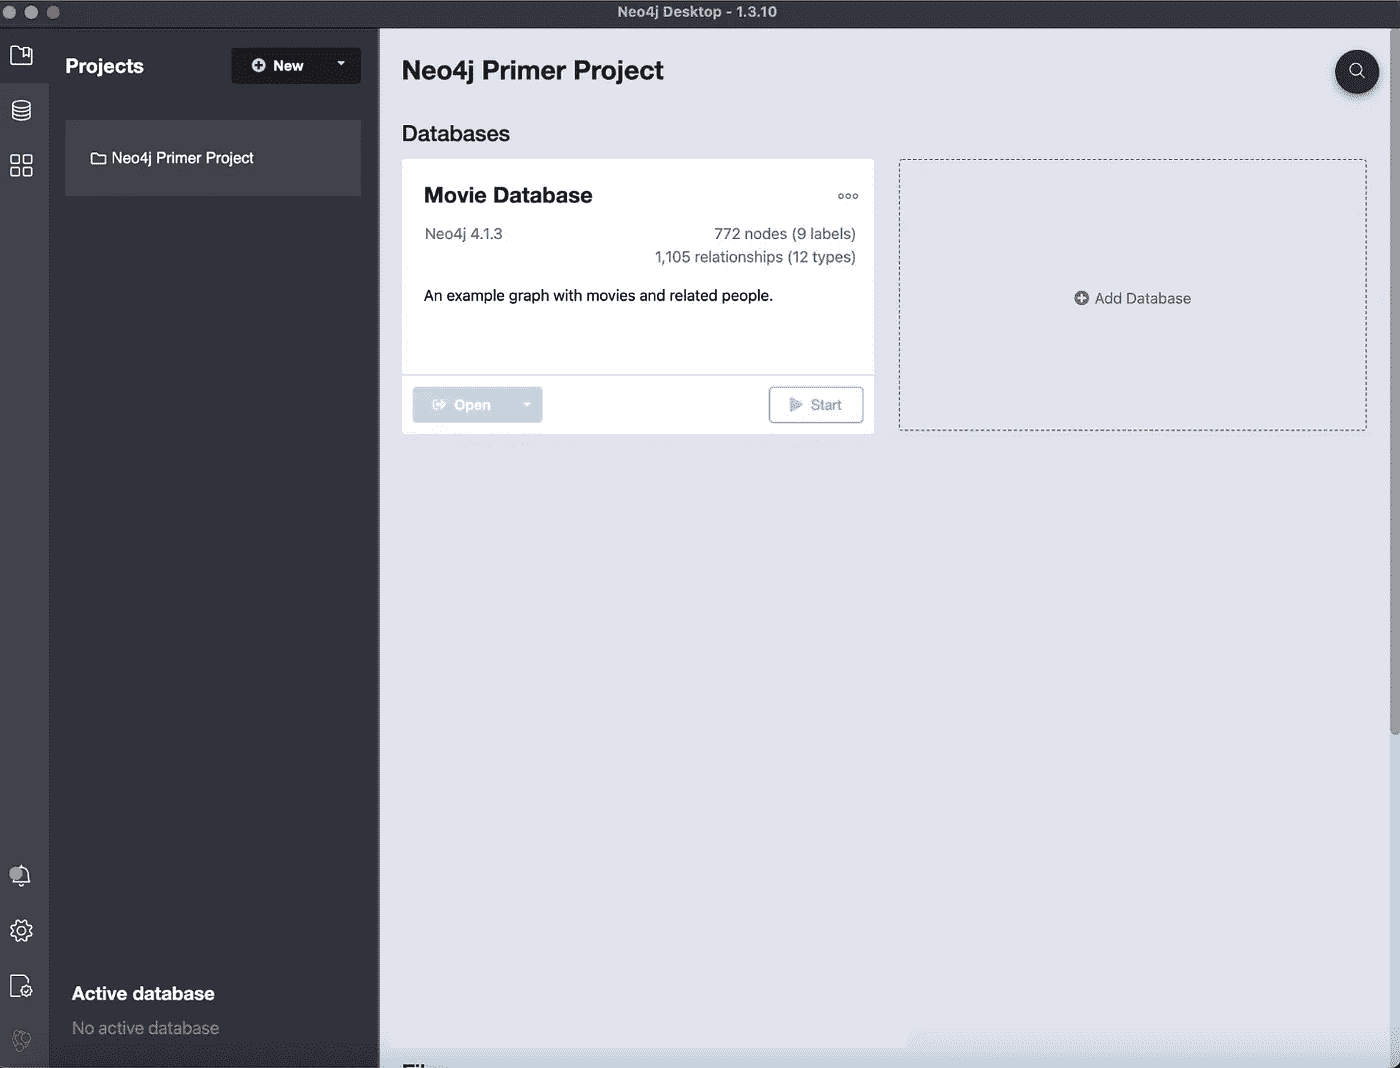 Neo4j Desktop - 1.3.10
Projects
New
Neo4j Primer Project
Active database
No active database
Neo4j Primer Project
Databases
Movie Database
Neo4j 4.1.3
772 nodes (9 labels)
1,105 relationships (12 types)
An example graph with movies and related people.
Open
Start
Add Database